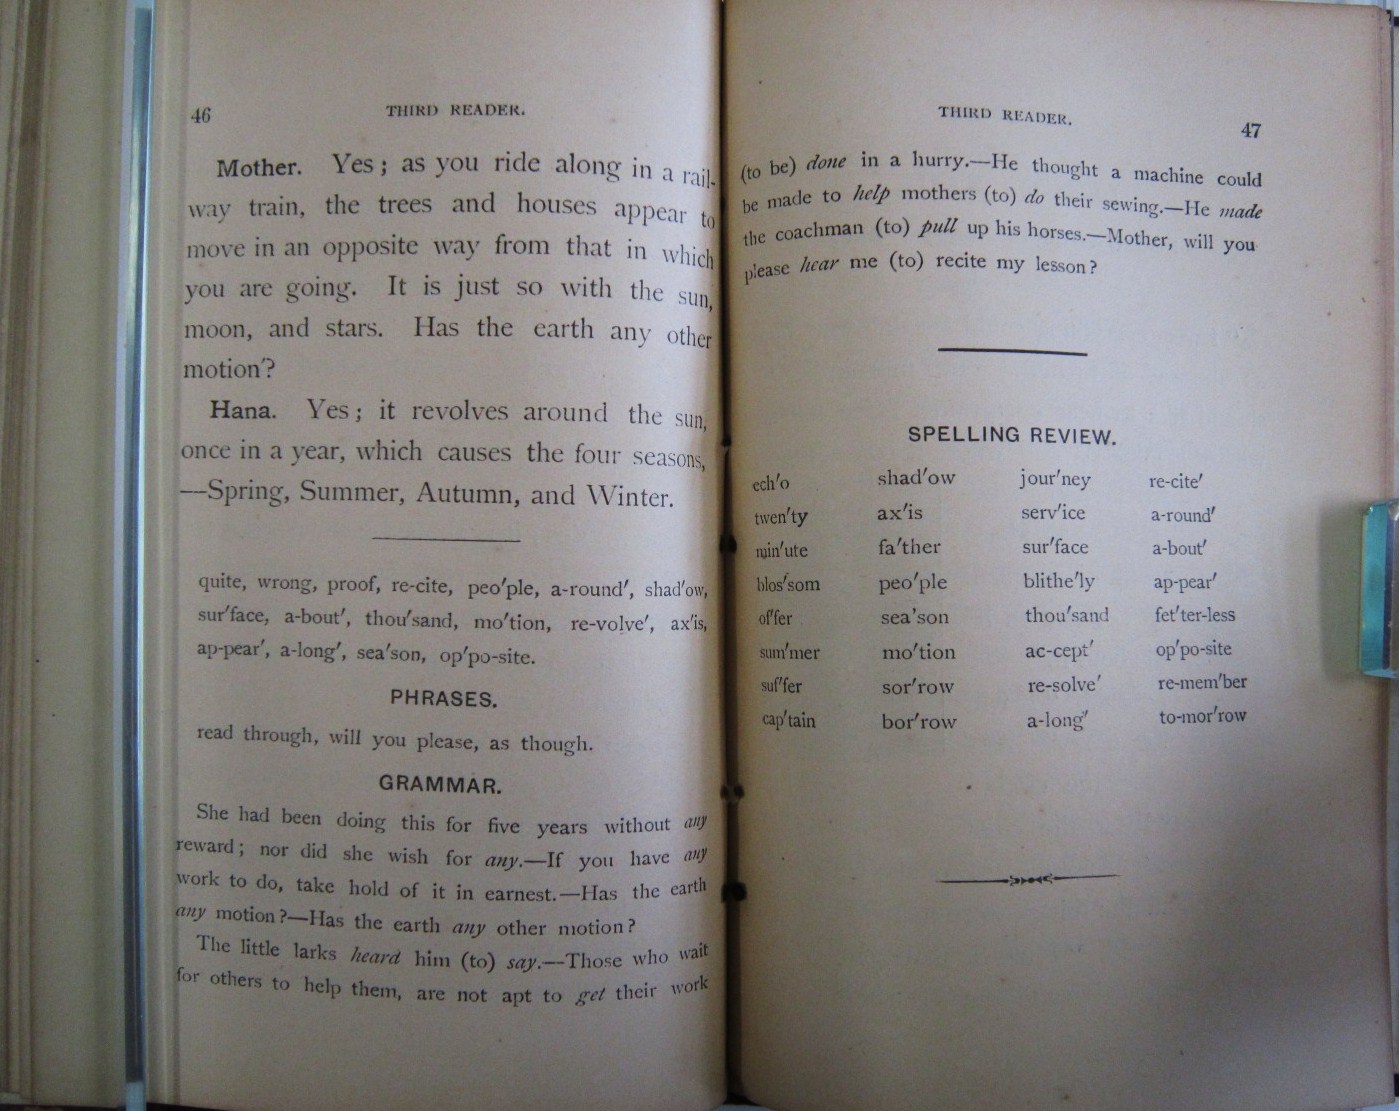 46
THIRD READER.
Mother. Yes; as you ride along in a rail-
way train, the trees and houses appear to
move in an opposite way from that in which
you are going. It is just so with the sun,
moon, and stars. Has the earth any other
motion?
Hana. Yes; it revolves around the sun,
once in a year, which causes the four seasons,
—Spring, Summer, Autumn, and Winter.
quite, wrong, proof, re-cite, peo'ple, a-round', shad'ow,
sur'face, a-bout', thou'sand, mo'tion, re-volve', ax'is,
ap-pear', a-long', sea'son, op'po-site.
PHRASES.
read through, will you please, as though.
GRAMMAR.
She had been doing this for five years without any
reward; nor did she wish for any.—If you have any
work to do, take hold of it in earnest.—Has the earth
any motion?—Has the earth any other motion?
The little larks heard him (to) say.—Those who wait
for others to help them, are not apt to get their work
THIRD READER.
47
(to be) done in a hurry.—He thought a machine could
be made to help mothers (to) do their sewing.—He made
the coachman (to) pull up his horses.—Mother, will you
please hear me (to) recite my lesson?
SPELLING REVIEW.
ech'o shad'ow jour'ney re-cite'
twen'ty ax'is serv'ice a-round'
min'ute fa'ther sur'face a-bout'
blos'som peo'ple blithe'ly ap-pear'
of'fer sea'son thou'sand fet'ter-less
sum'mer mo'tion ac-cept' op'po-site
suf'fer sor'row re-solve' re-mem'ber
cap'tain bor'row a-long' to-mor'row